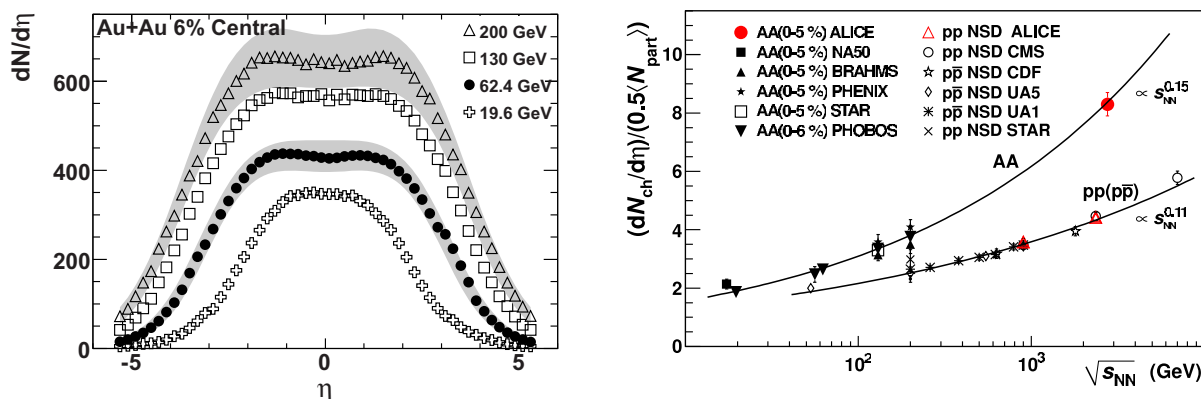 Au+Au 6% Central
dN/dη
600
400
200
0
-5
0
5
η
200 GeV
130 GeV
62.4 GeV
19.6 GeV
(dN_ch/dη)/(0.5⟨N_part⟩)
10
8
6
4
2
0
AA(0-5 %) ALICE
AA(0-5 %) NA50
AA(0-5 %) BRAHMS
AA(0-5 %) PHENIX
AA(0-5 %) STAR
AA(0-6 %) PHOBOS
pp NSD ALICE
pp NSD CMS
pp̅ NSD CDF
pp̅ NSD UA5
pp̅ NSD UA1
pp NSD STAR
∝ s_NN^0.15
AA
pp(pp̅)
∝ s_NN^0.11
10²
10³
√s_NN (GeV)